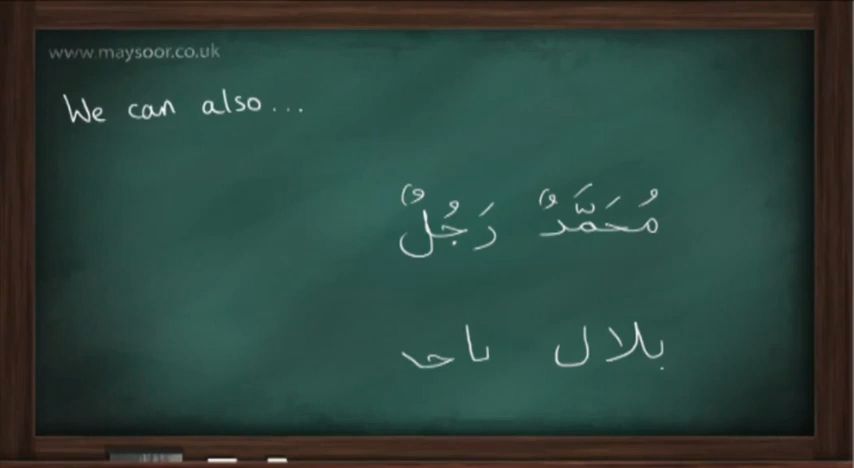 www.maysoor.co.uk
We can also...
مُحَمَّدٌ رَجُلٌ
بلال